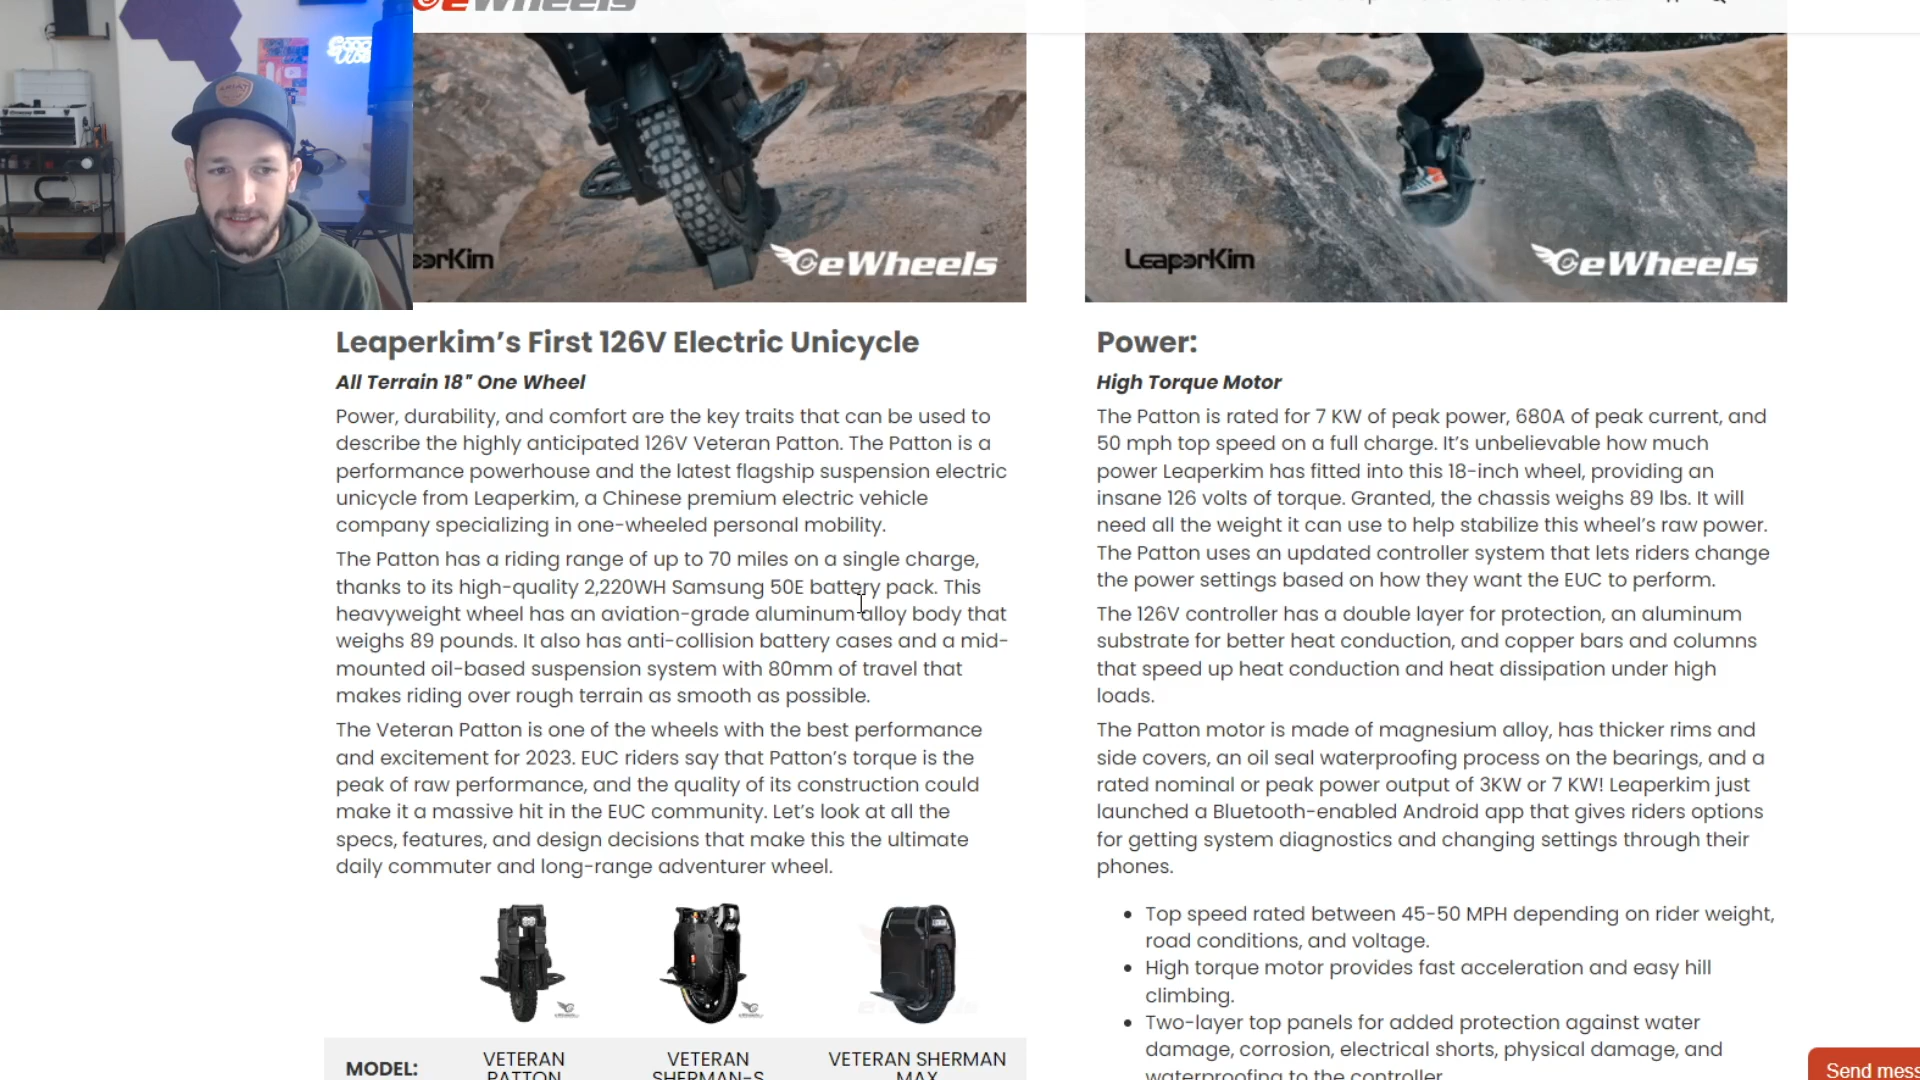 eWheels
LeaperKim
eWheels
LeaperKim
eWheels
Leaperkim’s First 126V Electric Unicycle
All Terrain 18” One Wheel
Power, durability, and comfort are the key traits that can be used to
describe the highly anticipated 126V Veteran Patton. The Patton is a
performance powerhouse and the latest flagship suspension electric
unicycle from Leaperkim, a Chinese premium electric vehicle
company specializing in one-wheeled personal mobility.
The Patton has a riding range of up to 70 miles on a single charge,
thanks to its high-quality 2,220WH Samsung 50E battery pack. This
heavyweight wheel has an aviation-grade aluminum alloy body that
weighs 89 pounds. It also has anti-collision battery cases and a mid-
mounted oil-based suspension system with 80mm of travel that
makes riding over rough terrain as smooth as possible.
The Veteran Patton is one of the wheels with the best performance
and excitement for 2023. EUC riders say that Patton’s torque is the
peak of raw performance, and the quality of its construction could
make it a massive hit in the EUC community. Let’s look at all the
specs, features, and design decisions that make this the ultimate
daily commuter and long-range adventurer wheel.
MODEL:
VETERAN
PATTON
VETERAN
SHERMAN-S
VETERAN SHERMAN
MAX
Power:
High Torque Motor
The Patton is rated for 7 KW of peak power, 680A of peak current, and
50 mph top speed on a full charge. It’s unbelievable how much
power Leaperkim has fitted into this 18-inch wheel, providing an
insane 126 volts of torque. Granted, the chassis weighs 89 lbs. It will
need all the weight it can use to help stabilize this wheel’s raw power.
The Patton uses an updated controller system that lets riders change
the power settings based on how they want the EUC to perform.
The 126V controller has a double layer for protection, an aluminum
substrate for better heat conduction, and copper bars and columns
that speed up heat conduction and heat dissipation under high
loads.
The Patton motor is made of magnesium alloy, has thicker rims and
side covers, an oil seal waterproofing process on the bearings, and a
rated nominal or peak power output of 3KW or 7 KW! Leaperkim just
launched a Bluetooth-enabled Android app that gives riders options
for getting system diagnostics and changing settings through their
phones.
• Top speed rated between 45-50 MPH depending on rider weight,
road conditions, and voltage.
• High torque motor provides fast acceleration and easy hill
climbing.
• Two-layer top panels for added protection against water
damage, corrosion, electrical shorts, physical damage, and
waterproofing to the controller.
Send mess